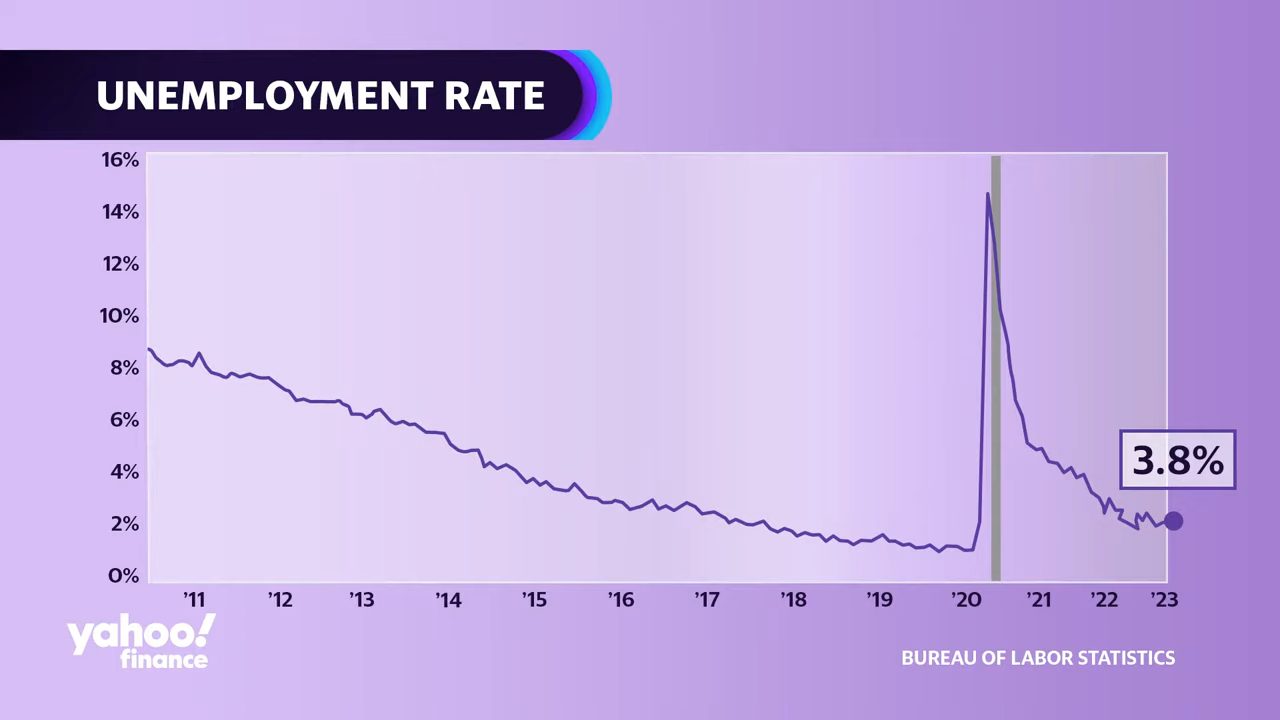 UNEMPLOYMENT RATE
16%
14%
12%
10%
8%
6%
4%
2%
0%
3.8%
’11 ’12 ’13 ’14 ’15 ’16 ’17 ’18 ’19 ’20 ’21 ’22 ’23
yahoo!
finance
BUREAU OF LABOR STATISTICS